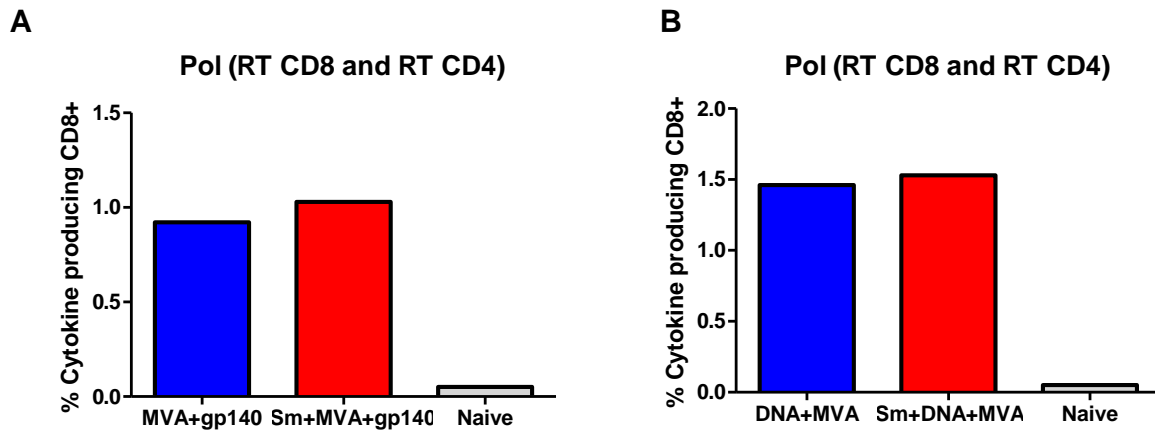 A
Pol (RT CD8 and RT CD4)
% Cytokine producing CD8+
1.5
1.0
0.5
0.0
MVA+gp140
Sm+MVA+gp140
Naive
B
Pol (RT CD8 and RT CD4)
% Cytokine producing CD8+
2.0
1.5
1.0
0.5
0.0
DNA+MVA
Sm+DNA+MVA
Naive